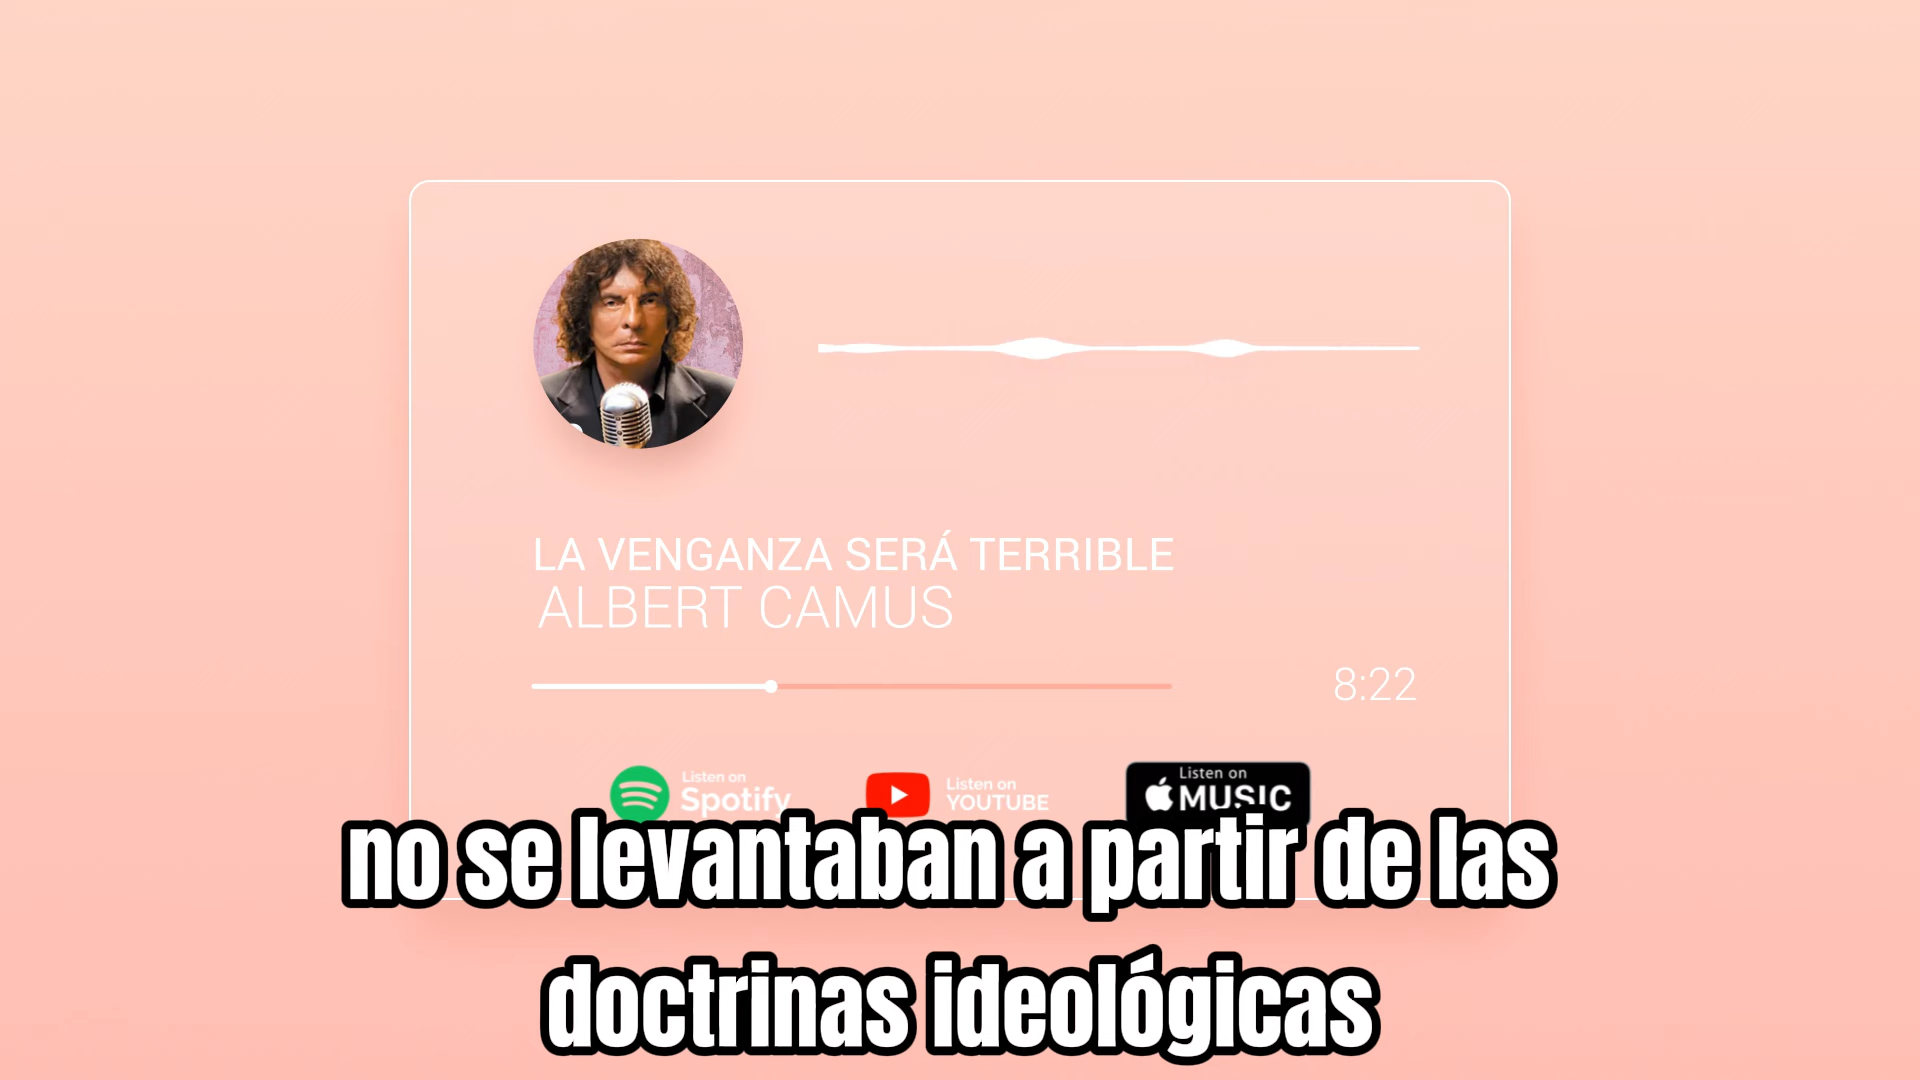 LA VENGANZA SERÁ TERRIBLE
ALBERT CAMUS
8:22
Listen on
Spotify
Listen on
YOUTUBE
Listen on
MUSIC
no se levantaban a partir de las
doctrinas ideológicas